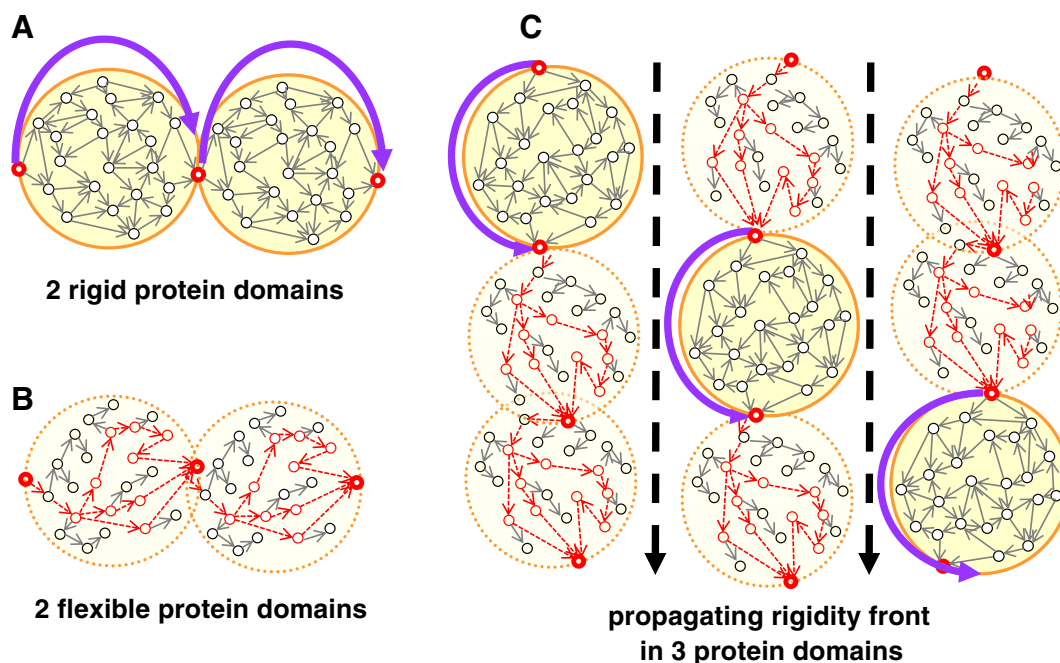 A
2 rigid protein domains
B
2 flexible protein domains
C
propagating rigidity front
in 3 protein domains